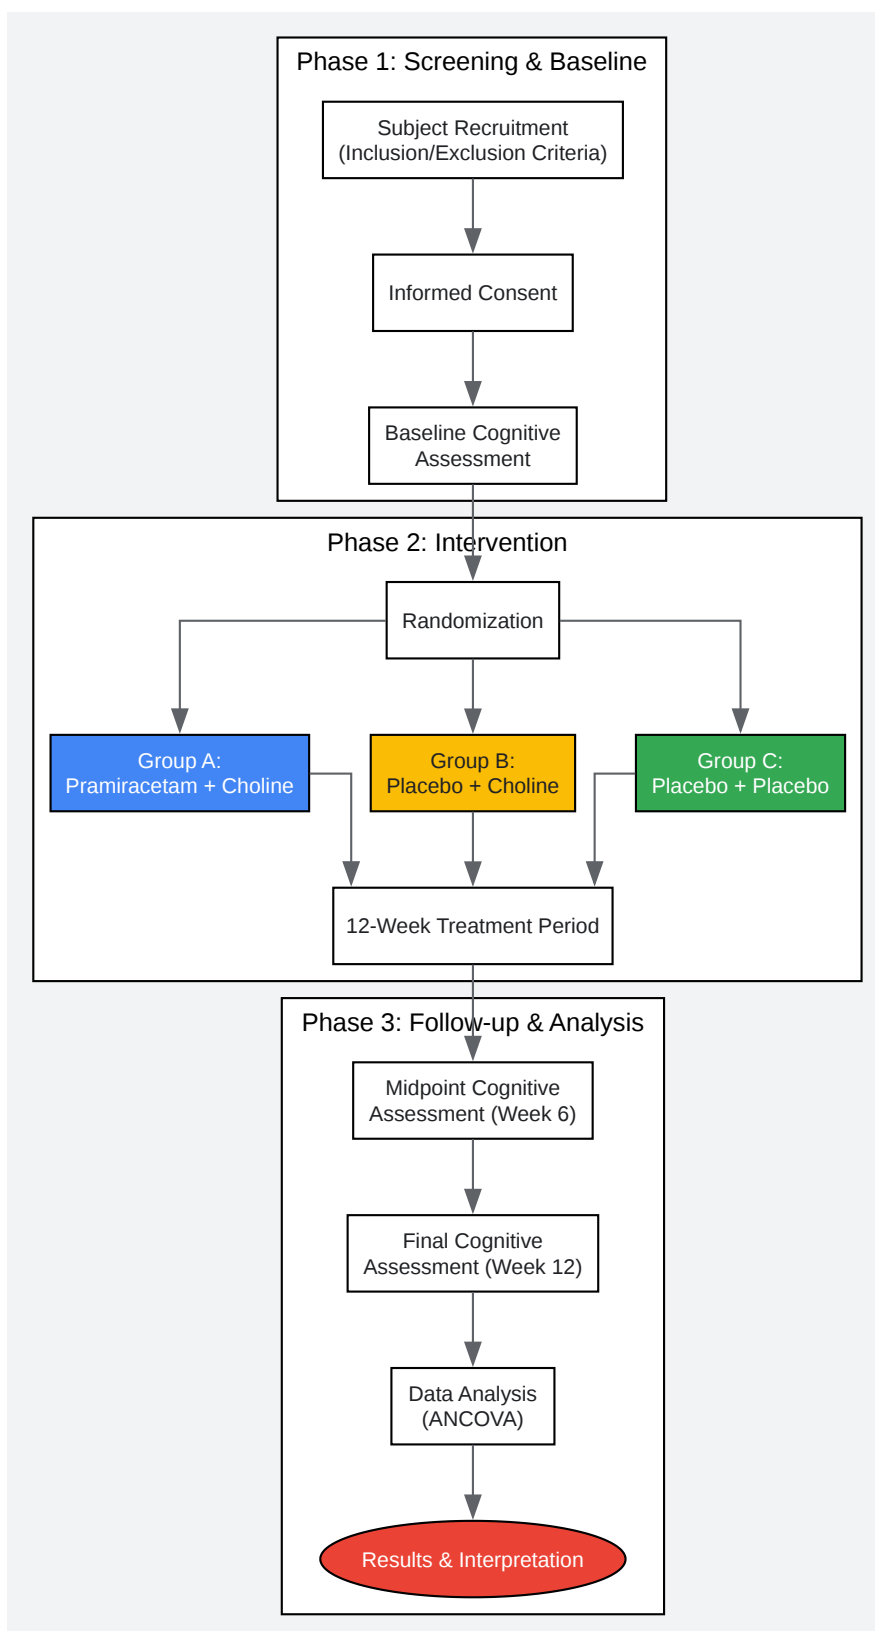 Phase 1: Screening & Baseline
Subject Recruitment
(Inclusion/Exclusion Criteria)
Informed Consent
Baseline Cognitive
Assessment
Phase 2: Intervention
Randomization
Group A:
Pramiracetam + Choline
Group B:
Placebo + Choline
Group C:
Placebo + Placebo
12-Week Treatment Period
Phase 3: Follow-up & Analysis
Midpoint Cognitive
Assessment (Week 6)
Final Cognitive
Assessment (Week 12)
Data Analysis
(ANCOVA)
Results & Interpretation